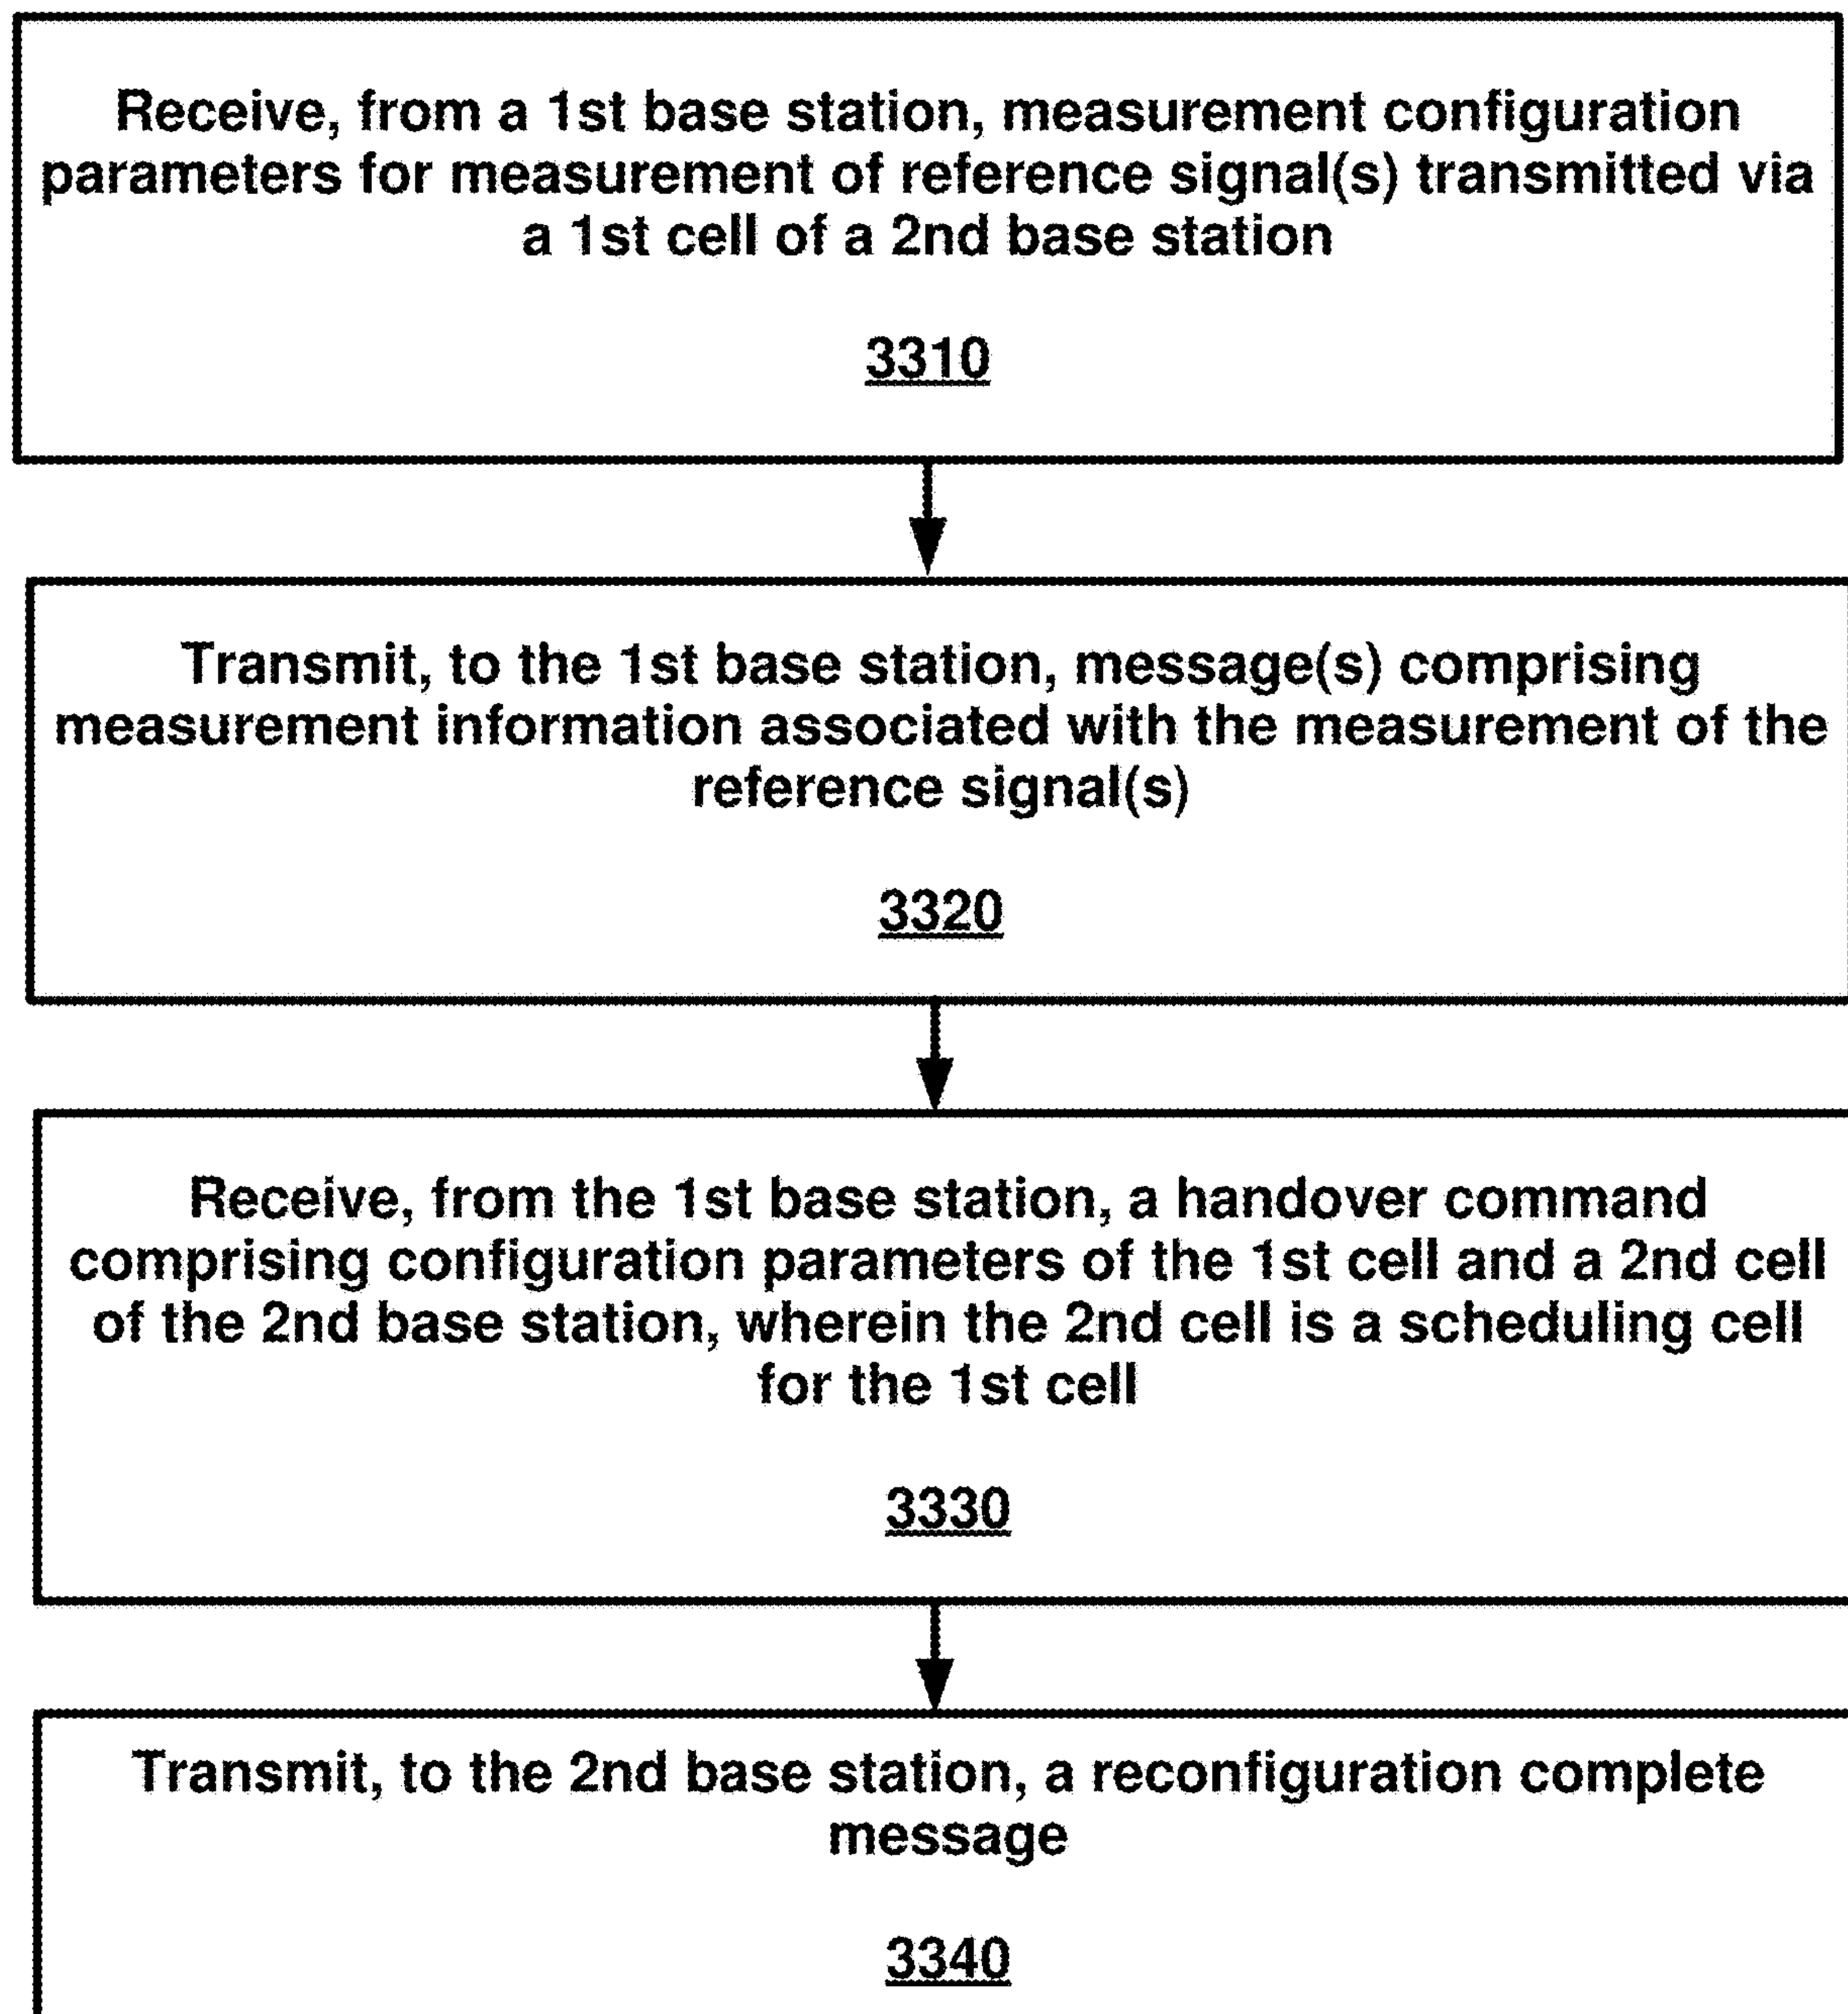 Receive, from a 1st base station, measurement configuration
parameters for measurement of reference signal(s) transmitted via
a 1st cell of a 2nd base station
3310
Transmit, to the 1st base station, message(s) comprising
measurement information associated with the measurement of the
reference signal(s)
3320
Receive, from the 1st base station, a handover command
comprising configuration parameters of the 1st cell and a 2nd cell
of the 2nd base station, wherein the 2nd cell is a scheduling cell
for the 1st cell
3330
Transmit, to the 2nd base station, a reconfiguration complete
message
3340